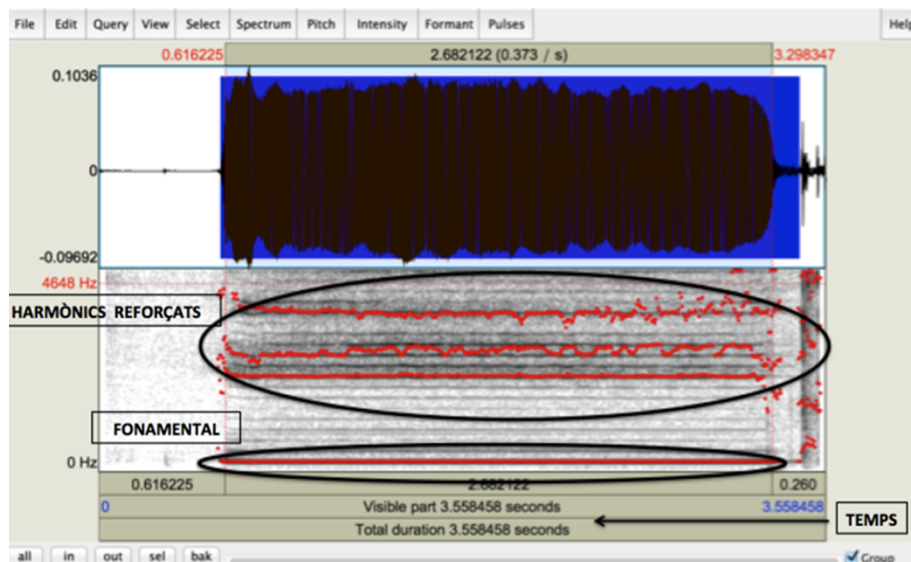 File Edit Query View Select Spectrum Pitch Intensity Formant Pulses Help
0.616225 2.682122 (0.373 / s) 3.298347
0.1036
0
-0.09692
4648 Hz
HARMÒNICS REFORÇATS
FONAMENTAL
0 Hz
0.616225 2.682122 0.260
0 Visible part 3.558458 seconds 3.558458
TEMPS
Total duration 3.558458 seconds
all in out sel bak Group